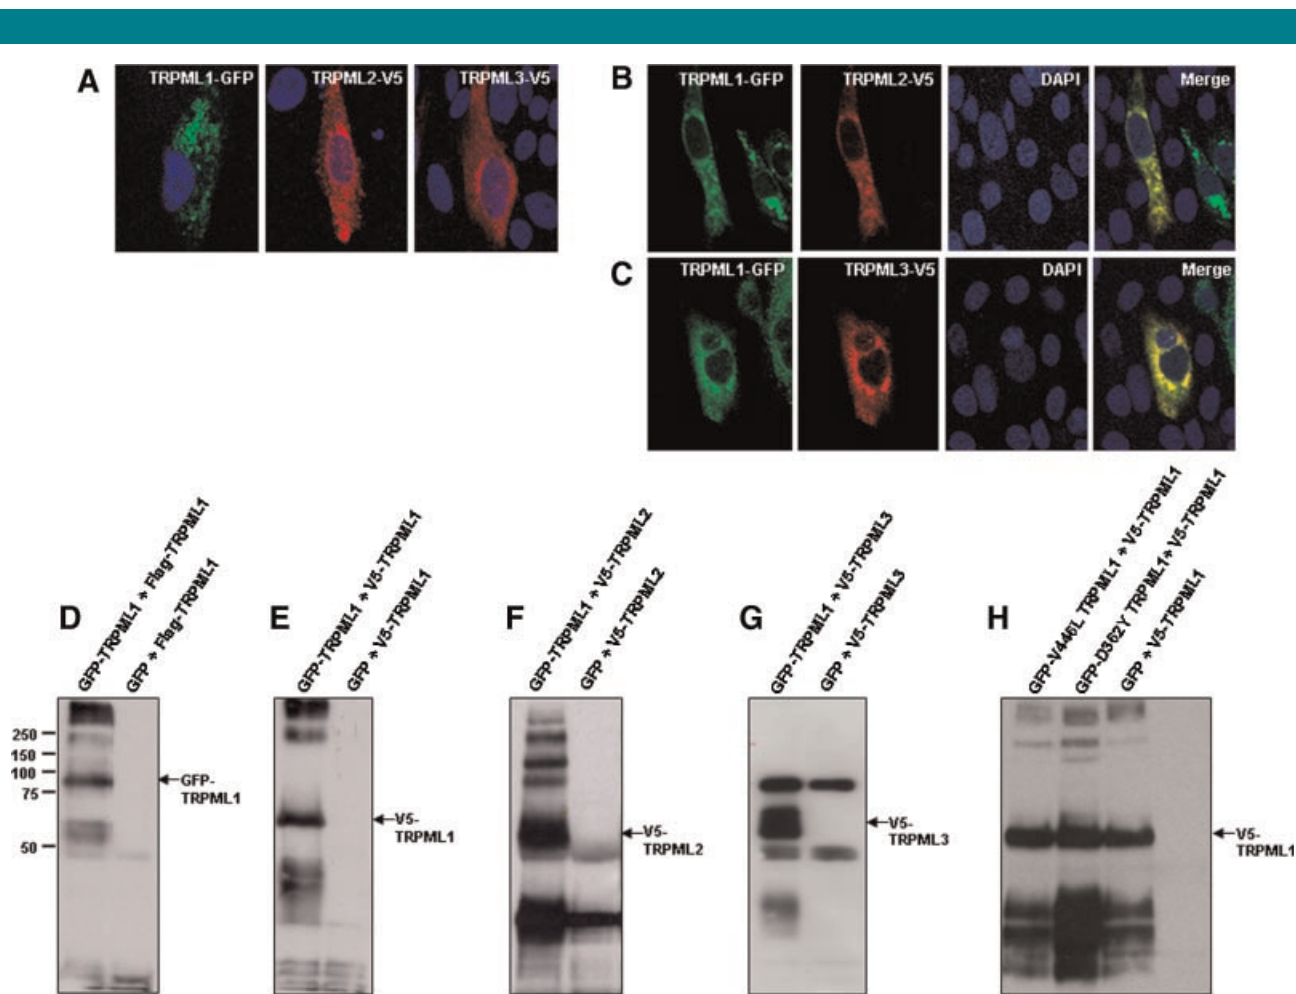 A
TRPML1-GFP
TRPML2-V5
TRPML3-V5
B
TRPML1-GFP
TRPML2-V5
DAPI
Merge
C
TRPML1-GFP
TRPML3-V5
DAPI
Merge
D
GFP-TRPML1 + Flag-TRPML1
GFP + Flag-TRPML1
250
150
100
75
50
GFP-
TRPML1
E
GFP-TRPML1 + V5-TRPML1
GFP + V5-TRPML1
V5-
TRPML1
F
GFP-TRPML1 + V5-TRPML2
GFP + V5-TRPML2
V5-
TRPML2
G
GFP-TRPML1 + V5-TRPML3
GFP + V5-TRPML3
V5-
TRPML3
H
GFP-V446L TRPML1 + V5-TRPML1
GFP-D362Y TRPML1+ V5-TRPML1
GFP + V5-TRPML1
V5-
TRPML1